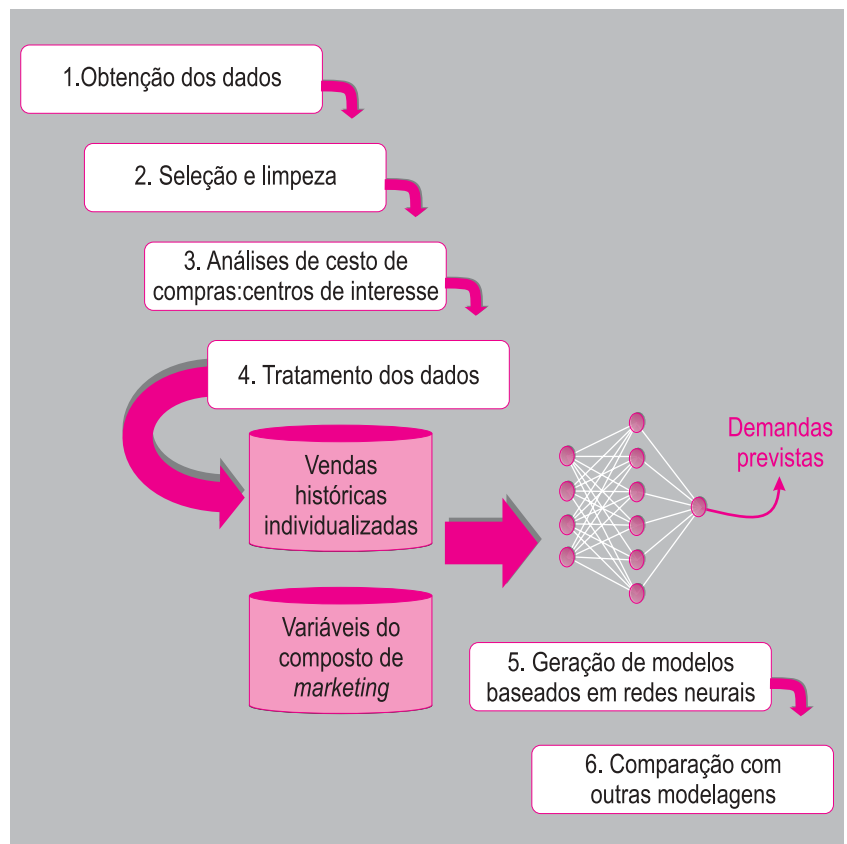 1.Obtenção dos dados
2. Seleção e limpeza
3. Análises de cesto de
compras:centros de interesse
4. Tratamento dos dados
Vendas
históricas
individualizadas
Demandas
previstas
Variáveis do
composto de
marketing
5. Geração de modelos
baseados em redes neurais
6. Comparação com
outras modelagens